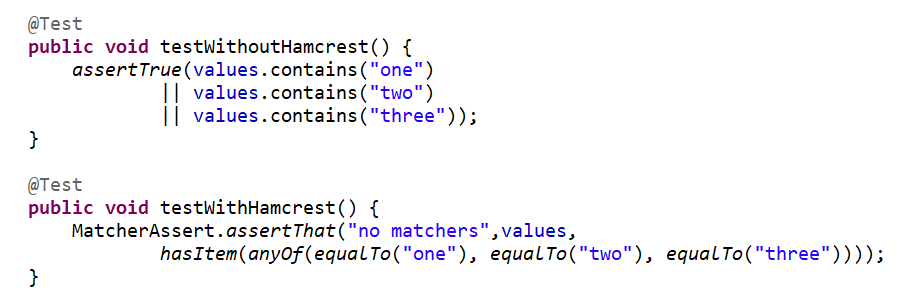 @Test
public void testWithoutHamcrest() {
    assertTrue(values.contains("one")
            || values.contains("two")
            || values.contains("three"));
}
@Test
public void testWithHamcrest() {
    MatcherAssert.assertThat("no matchers",values,
            hasItem(anyOf(equalTo("one"), equalTo("two"), equalTo("three"))));
}